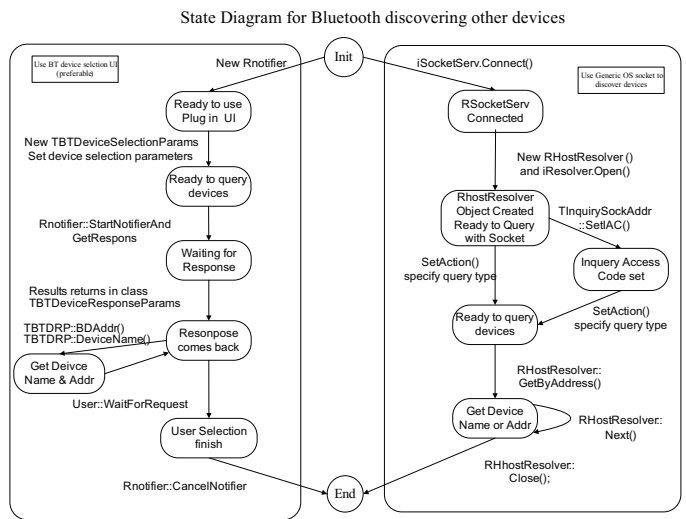 State Diagram for Bluetooth discovering other devices
Init
Use BT device selction UI
(preferable)
New Rnotifier
Ready to use
Plug in UI
New TBTDeviceSelectionParams
Set device selection parameters
Ready to query
devices
Rnotifier::StartNotifierAnd
GetRespons
Waiting for
Response
Results returns in class
TBTDeviceResponseParams
TBTDRP::BDAddr()
TBTDRP::DeviceName()
Resonpose
comes back
Get Deivce
Name & Addr
User::WaitForRequest
User Selection
finish
Rnotifier::CancelNotifier
iSocketServ.Connect()
Use Generic OS socket to
discover devices
RSocketServ
Connected
New RHostResolver ()
and iResolver.Open()
RhostResolver
Object Created
Ready to Query
with Socket
TInquirySockAddr
::SetIAC()
SetAction()
specify query type
Inquery Access
Code set
Ready to query
devices
SetAction()
specify query type
RHostResolver::
GetByAddress()
Get Device
Name or Addr
RHostResolver::
Next()
RHhostResolver::
Close();
End